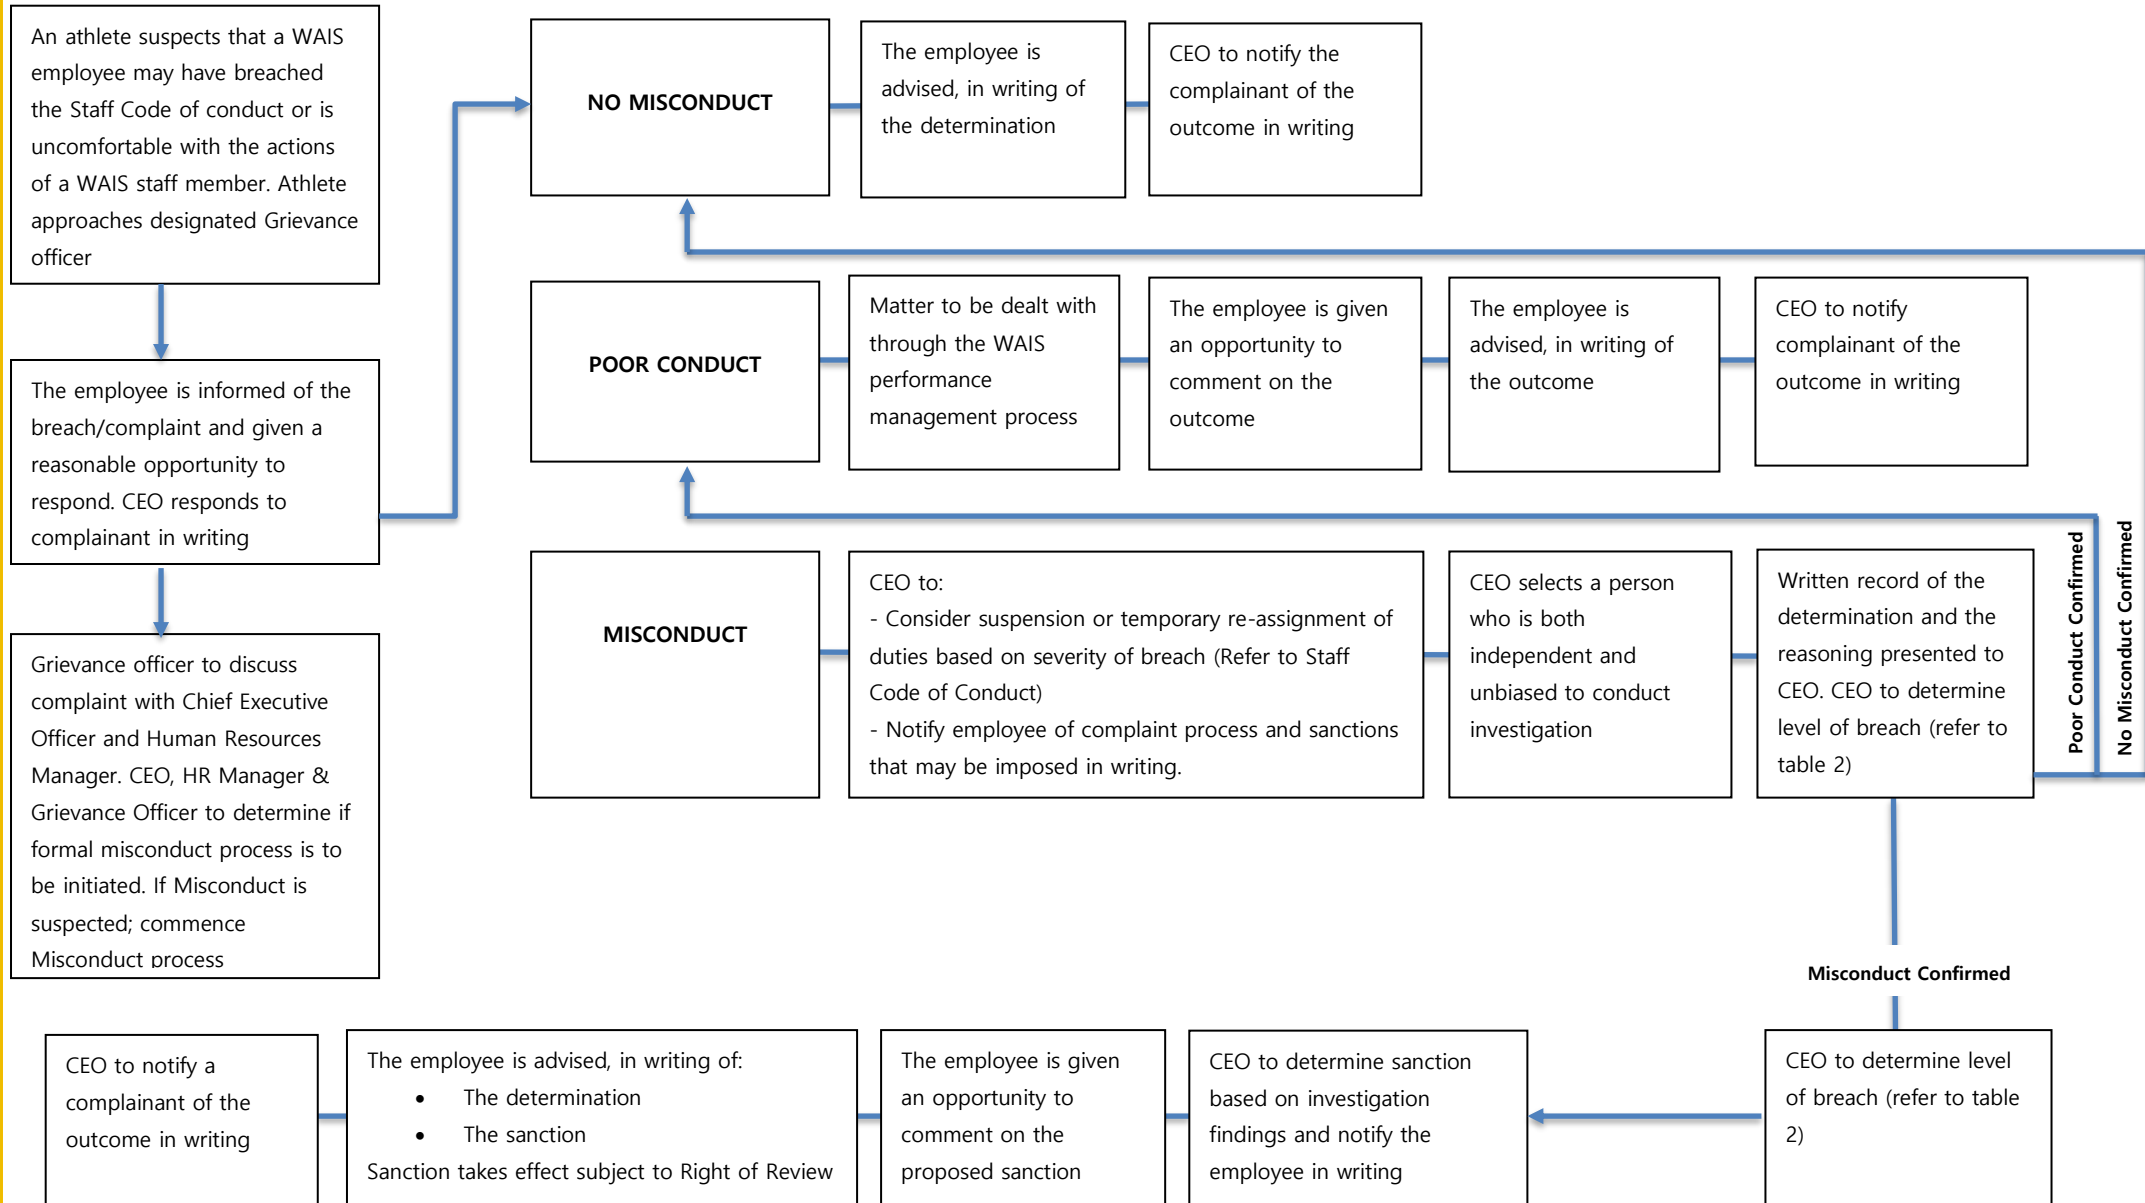 An athlete suspects that a WAIS
employee may have breached
the Staff Code of conduct or is
uncomfortable with the actions
of a WAIS staff member. Athlete
approaches designated Grievance
officer
The employee is informed of the
breach/complaint and given a
reasonable opportunity to
respond. CEO responds to
complainant in writing
Grievance officer to discuss
complaint with Chief Executive
Officer and Human Resources
Manager. CEO, HR Manager &
Grievance Officer to determine if
formal misconduct process is to
be initiated. If Misconduct is
suspected; commence
Misconduct process
NO MISCONDUCT
The employee is
advised, in writing of
the determination
CEO to notify the
complainant of the
outcome in writing
POOR CONDUCT
Matter to be dealt with
through the WAIS
performance
management process
The employee is given
an opportunity to
comment on the
outcome
The employee is
advised, in writing of
the outcome
CEO to notify
complainant of the
outcome in writing
MISCONDUCT
CEO to:
- Consider suspension or temporary re-assignment of
duties based on severity of breach (Refer to Staff
Code of Conduct)
- Notify employee of complaint process and sanctions
that may be imposed in writing.
CEO selects a person
who is both
independent and
unbiased to conduct
investigation
Written record of the
determination and the
reasoning presented to
CEO. CEO to determine
level of breach (refer to
table 2)
Poor Conduct Confirmed
No Misconduct Confirmed
Misconduct Confirmed
CEO to determine level
of breach (refer to table
2)
CEO to determine sanction
based on investigation
findings and notify the
employee in writing
The employee is given
an opportunity to
comment on the
proposed sanction
The employee is advised, in writing of:
• The determination
• The sanction
Sanction takes effect subject to Right of Review
CEO to notify a
complainant of the
outcome in writing